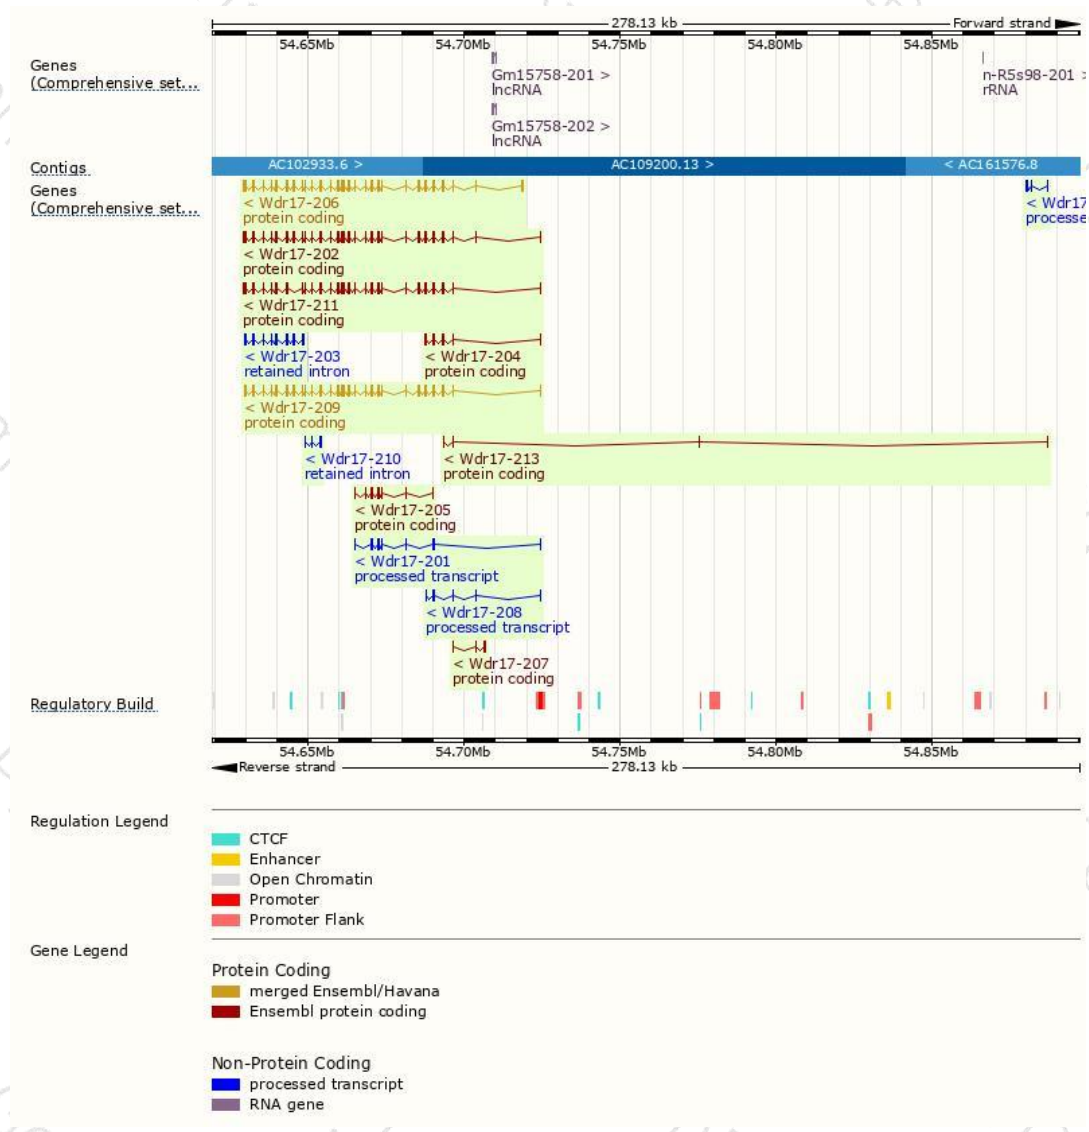 278.13 kb Forward strand
54.65Mb 54.70Mb 54.75Mb 54.80Mb 54.85Mb
Genes
(Comprehensive set...
Gm15758-201 >
lncRNA
n-R5s98-201 >
rRNA
Gm15758-202 >
lncRNA
Contigs
AC102933.6 > AC109200.13 > < AC161576.8
Genes
(Comprehensive set...
< Wdr17-206
protein coding
< Wdr17
processe
< Wdr17-202
protein coding
< Wdr17-211
protein coding
< Wdr17-203
retained intron
< Wdr17-204
protein coding
< Wdr17-209
protein coding
< Wdr17-210
retained intron
< Wdr17-213
protein coding
< Wdr17-205
protein coding
< Wdr17-201
processed transcript
< Wdr17-208
processed transcript
< Wdr17-207
protein coding
Regulatory Build
54.65Mb 54.70Mb 54.75Mb 54.80Mb 54.85Mb
Reverse strand 278.13 kb
Regulation Legend
CTCF
Enhancer
Open Chromatin
Promoter
Promoter Flank
Gene Legend
Protein Coding
merged Ensembl/Havana
Ensembl protein coding
Non-Protein Coding
processed transcript
RNA gene